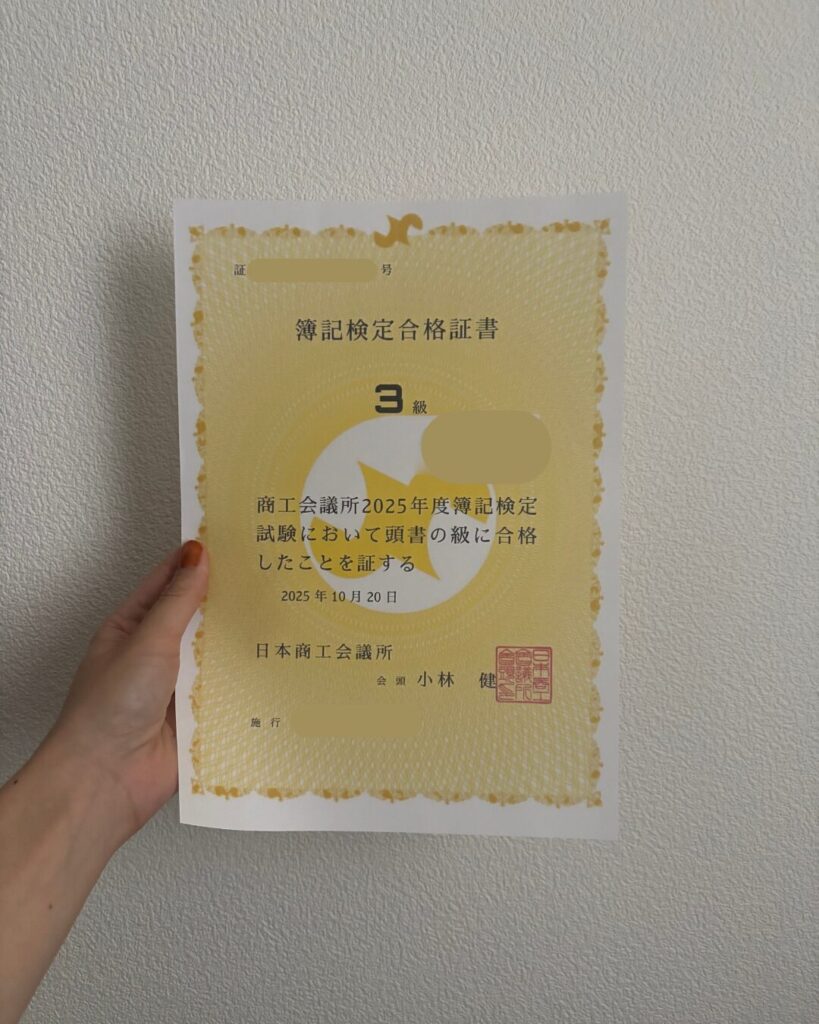 証 号
簿記検定合格証書
3 級
商工会議所2025年度簿記検定
試験において頭書の級に合格
したことを証する
2025 年 10 月 20 日
日本商工会議所
会 頭 小林 健
施 行